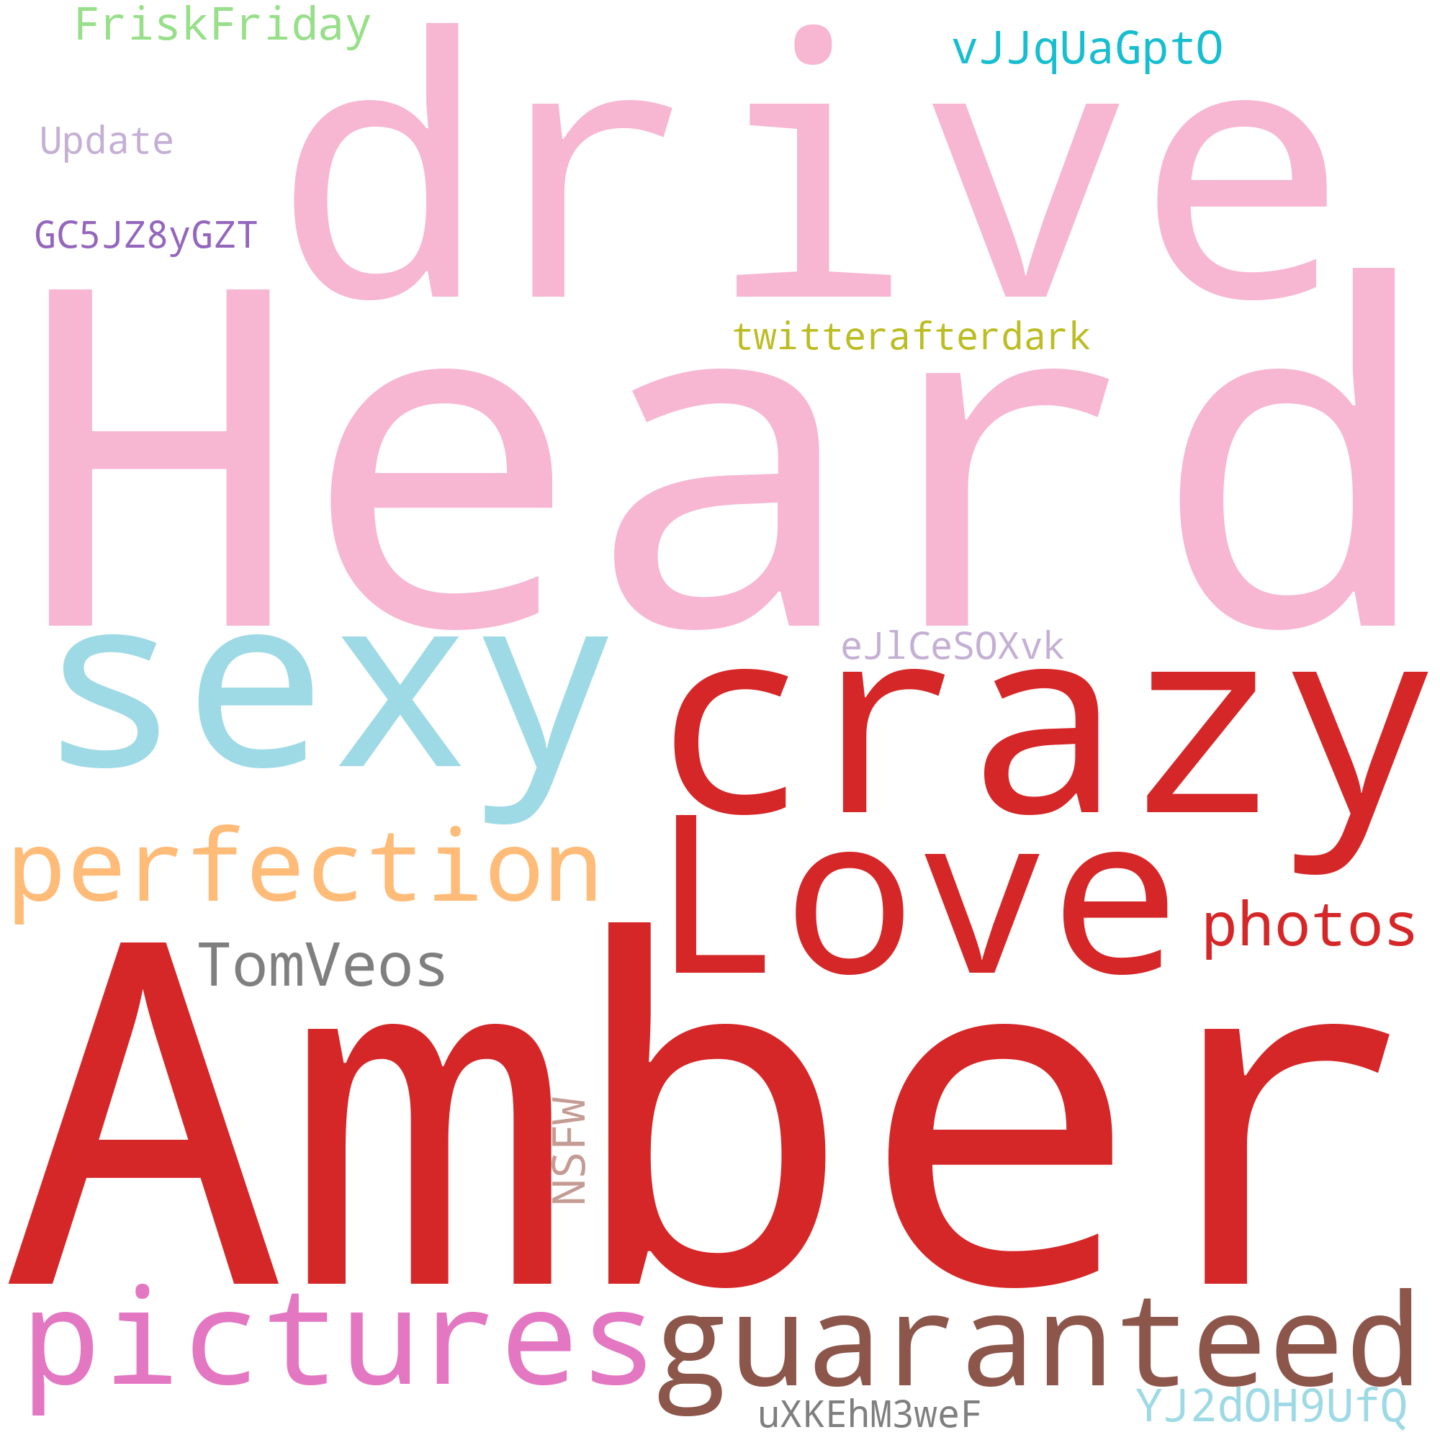 FriskFriday
vJJqUaGptO
drive
Update
GC5JZ8yGZT
twitterafterdark
Heard
eJlCeSOXvk
sexy
crazy
perfection
Love
photos
TomVeos
Amber
NSFW
pictures
guaranteed
uXKEhM3weF
YJ2dOH9UfQ